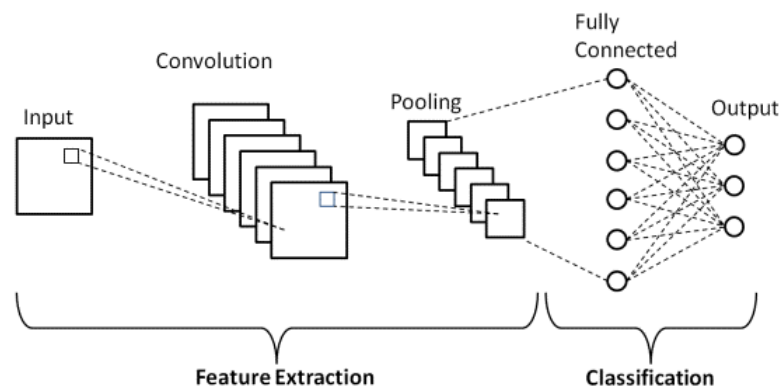 Input
Convolution
Pooling
Fully
Connected
Output
Feature Extraction
Classification